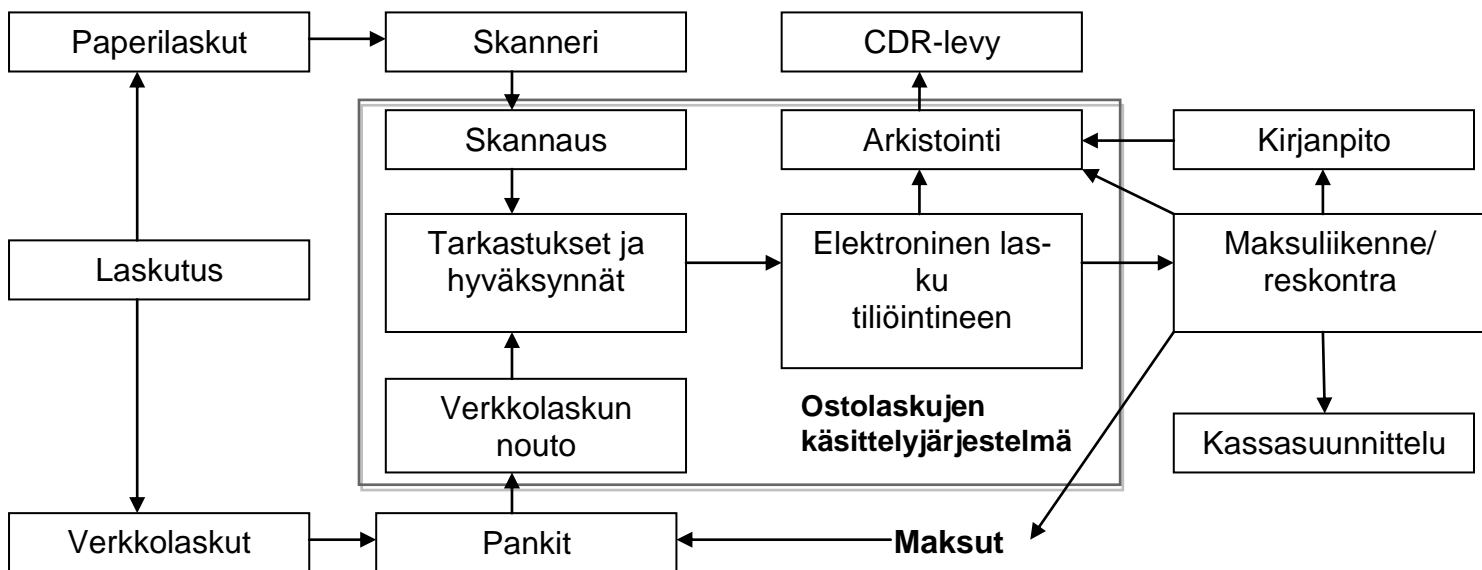 Paperilaskut
Skanneri
CDR-levy
Skannaus
Arkistointi
Kirjanpito
Laskutus
Tarkastukset ja
hyväksynnät
Elektroninen las-
ku
tiliöintineen
Maksuliikenne/
reskontra
Verkkolaskun
nouto
Ostolaskujen
käsittelyjärjestelmä
Kassasuunnittelu
Verkkolaskut
Pankit
Maksut